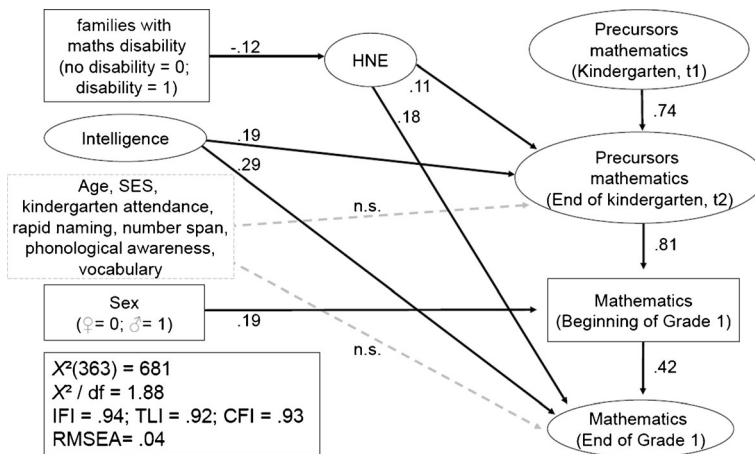 families with
maths disability
(no disability = 0;
disability = 1)
-.12
HNE
Precursors
mathematics
(Kindergarten, t1)
.11
.18
.74
Intelligence
.19
.29
Precursors
mathematics
(End of kindergarten, t2)
Age, SES,
kindergarten attendance,
rapid naming, number span,
phonological awareness,
vocabulary
n.s.
.81
Sex
(♀= 0; ♂= 1)
.19
Mathematics
(Beginning of Grade 1)
n.s.
.42
X²(363) = 681
X² / df = 1.88
IFI = .94; TLI = .92; CFI = .93
RMSEA= .04
Mathematics
(End of Grade 1)